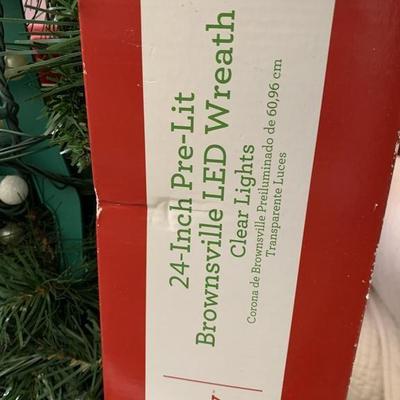 24-Inch Pre-Lit
Brownsville LED Wreath
Clear Lights
Corona de Brownsville Preiluminado de 60,96 cm
Transparente Luces